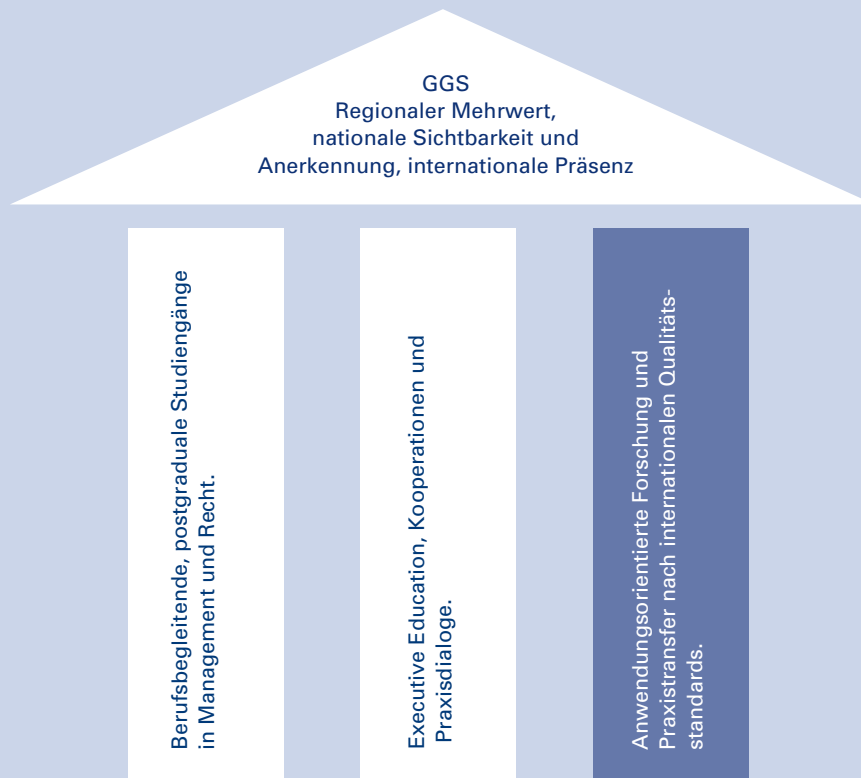 GGS
Regionaler Mehrwert,
nationale Sichtbarkeit und
Anerkennung, internationale Präsenz
Berufsbegleitende, postgraduale Studiengänge
in Management und Recht.
Executive Education, Kooperationen und
Praxisdialoge.
Anwendungsorientierte Forschung und
Praxistransfer nach internationalen Qualitäts-
standards.